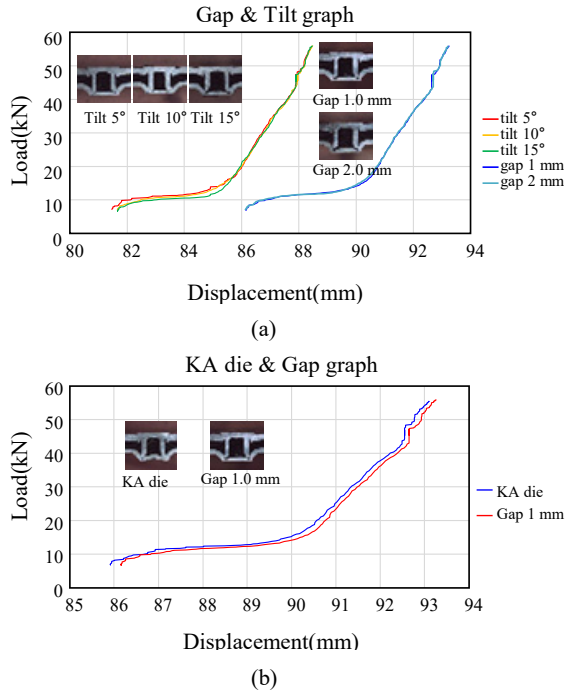 Gap & Tilt graph
60
50
40
30
20
10
0
Load(kN)
Tilt 5° Tilt 10° Tilt 15°
Gap 1.0 mm
Gap 2.0 mm
tilt 5°
tilt 10°
tilt 15°
gap 1 mm
gap 2 mm
80 82 84 86 88 90 92 94
Displacement(mm)
(a)
KA die & Gap graph
60
50
40
30
20
10
0
Load(kN)
KA die
Gap 1.0 mm
KA die
Gap 1 mm
85 86 87 88 89 90 91 92 93 94
Displacement(mm)
(b)